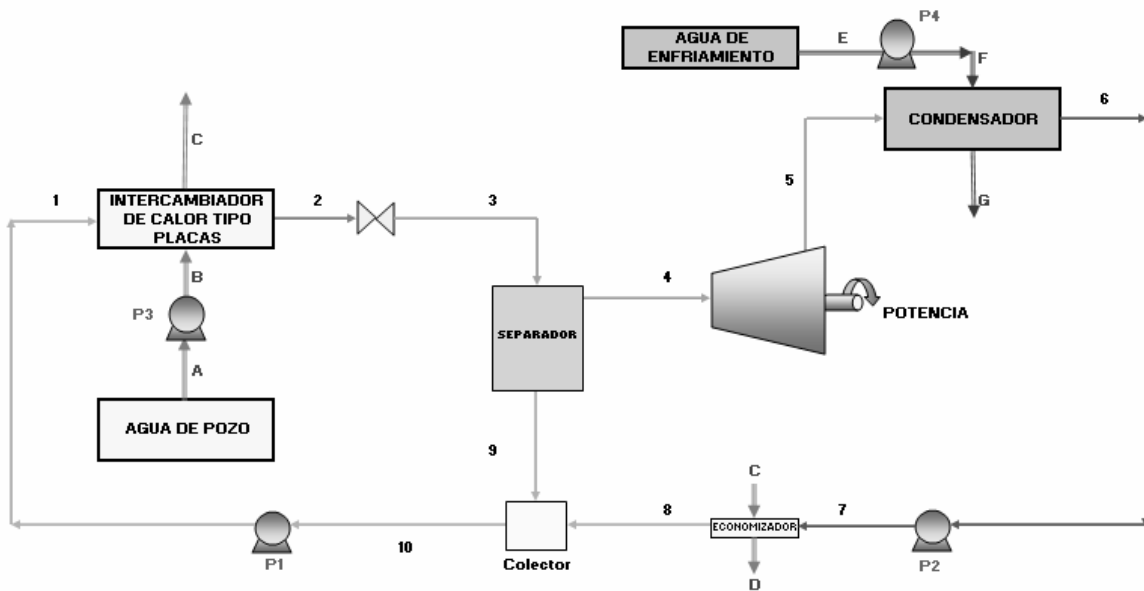 P4
AGUA DE
ENFRIAMIENTO
E
F
6
CONDENSADOR
C
5
G
1
INTERCAMBIADOR
DE CALOR TIPO
PLACAS
2
3
4
B
P3
SEPARADOR
POTENCIA
A
AGUA DE POZO
9
C
8
ECONOMIZADOR
7
10
P1
Colector
P2
D